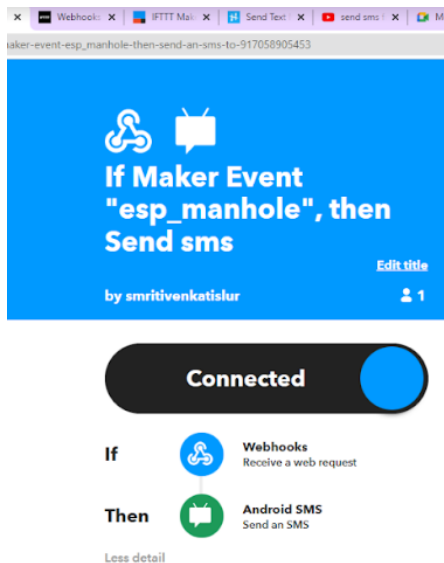 Webhooks
IFTTT Mak
Send Text
send sms f
M
aker-event-esp_manhole-then-send-an-sms-to-917058905453
If Maker Event
"esp_manhole", then
Send sms
Edit title
by smritivenkatislur
1
Connected
If
Webhooks
Receive a web request
Then
Android SMS
Send an SMS
Less detail